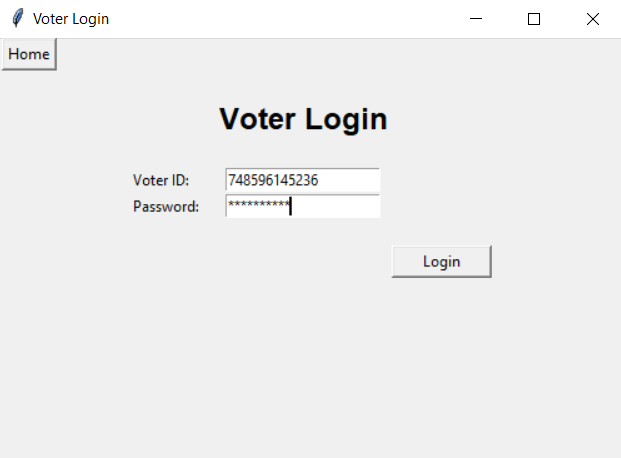 Voter Login
Home
Voter Login
Voter ID: 748596145236
Password: **********
Login